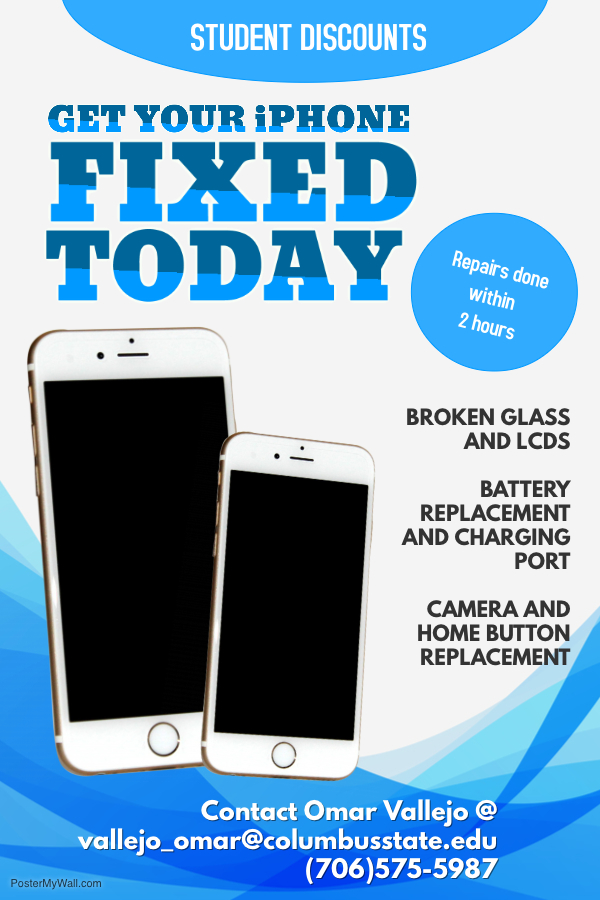 STUDENT DISCOUNTS
GET YOUR iPHONE
FIXED
TODAY
Repairs done
within
2 hours
BROKEN GLASS
AND LCDS
BATTERY
REPLACEMENT
AND CHARGING
PORT
CAMERA AND
HOME BUTTON
REPLACEMENT
Contact Omar Vallejo @
vallejo_omar@columbusstate.edu
(706)575-5987
PosterMyWall.com